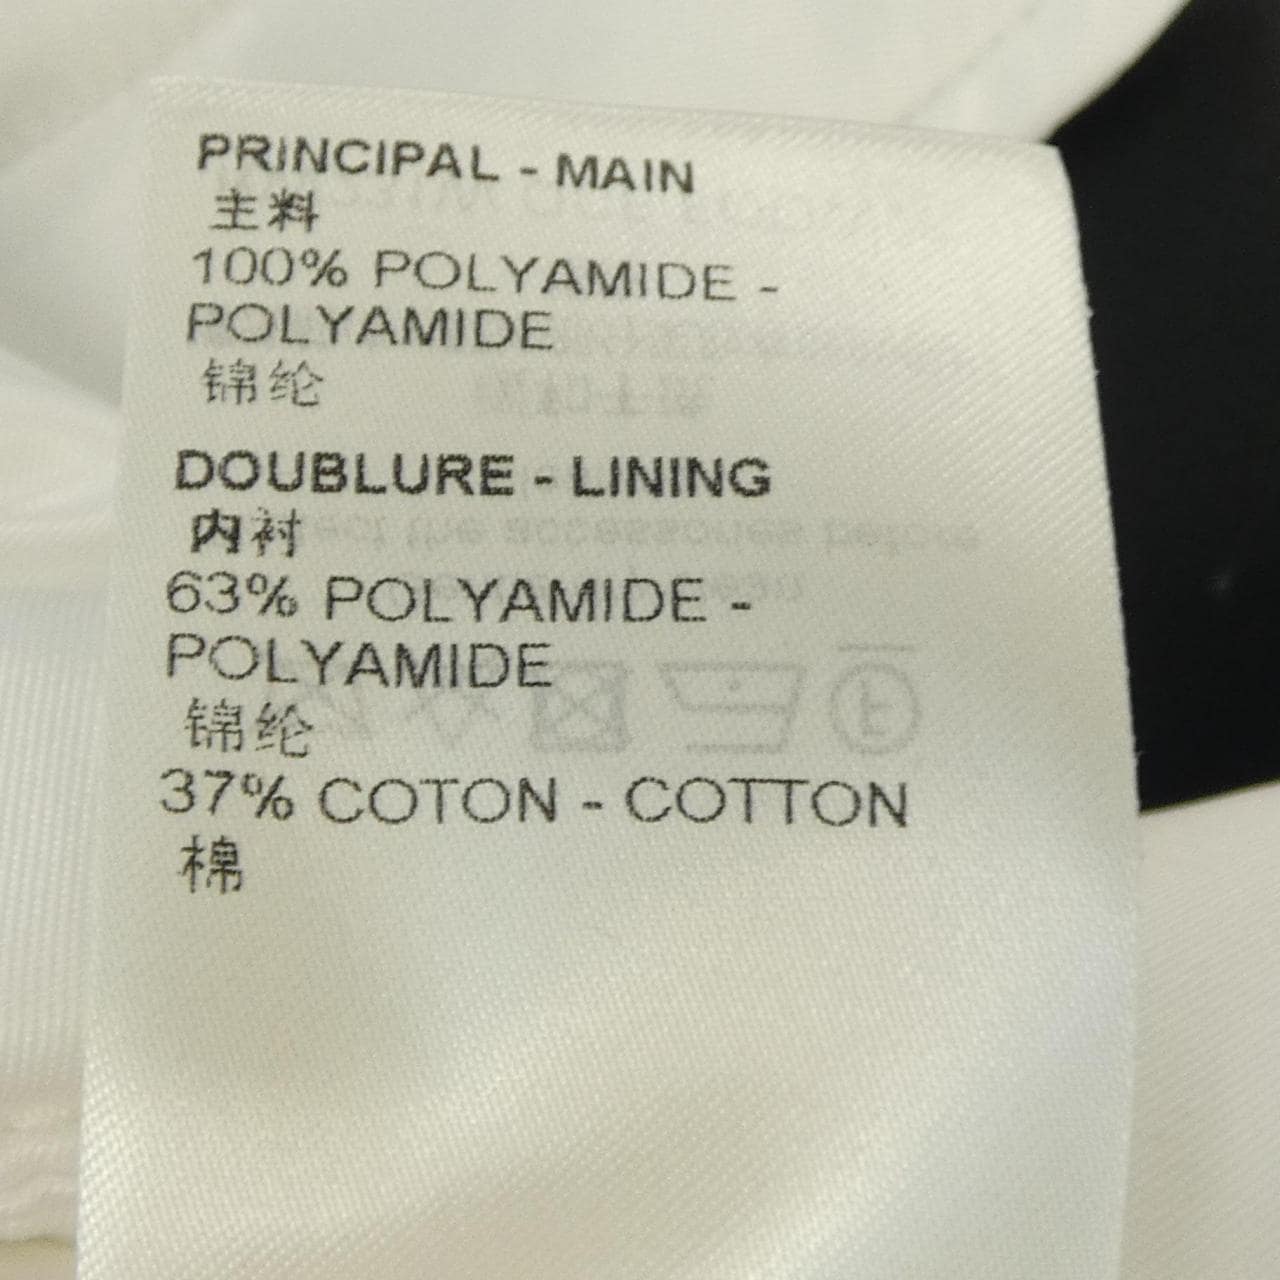 PRINCIPAL - MAIN
主料
100% POLYAMIDE -
POLYAMIDE
锦纶
DOUBLURE - LINING
内衬
63% POLYAMIDE -
POLYAMIDE
锦纶
37% COTON - COTTON
棉